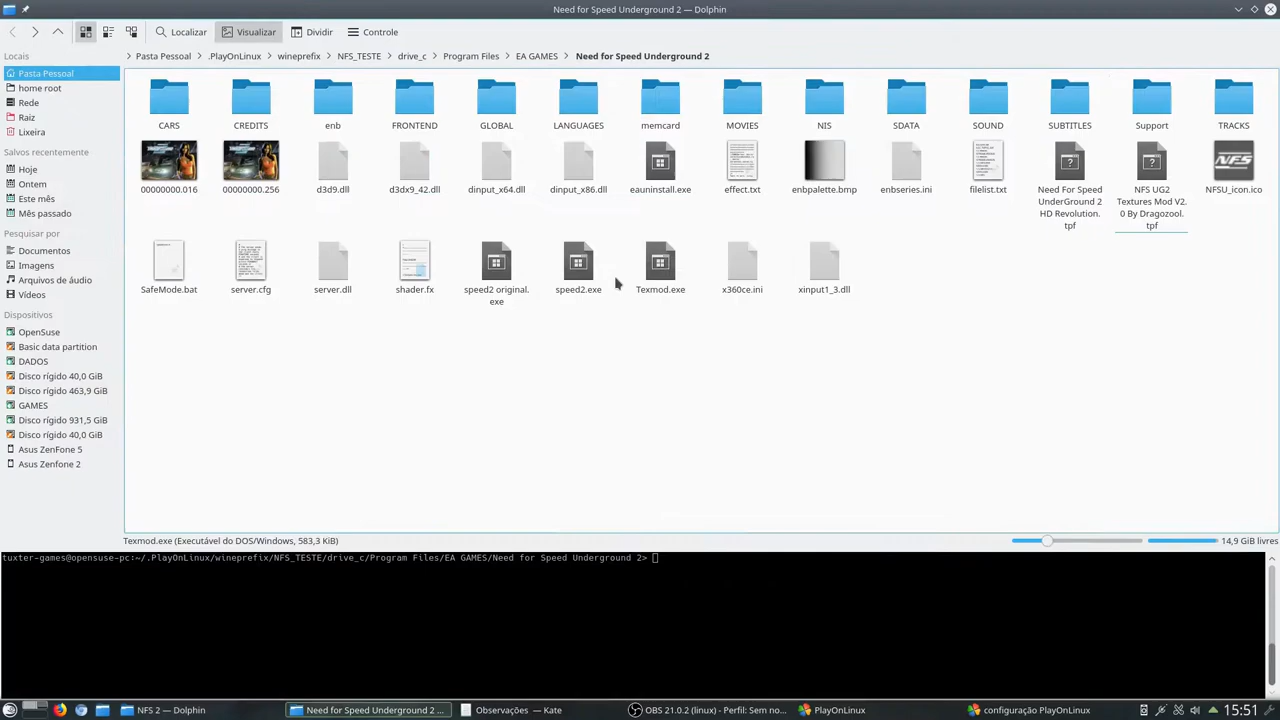 Need for Speed Underground 2 — Dolphin
Localizar
Visualizar
Dividir
Controle
Locais
Pasta Pessoal
.PlayOnLinux
wineprefix
NFS_TESTE
drive_c
Program Files
EA GAMES
Need for Speed Underground 2
Pasta Pessoal
home root
Rede
Raiz
Lixeira
Salvos recentemente
Hoje
Ontem
Este mês
Mês passado
Pesquisar por
Documentos
Imagens
Arquivos de áudio
Vídeos
Dispositivos
OpenSuse
Basic data partition
DADOS
Disco rígido 40,0 GiB
Disco rígido 463,9 GiB
GAMES
Disco rígido 931,5 GiB
Disco rígido 40,0 GiB
Asus ZenFone 5
Asus Zenfone 2
CARS
CREDITS
enb
FRONTEND
GLOBAL
LANGUAGES
memcard
MOVIES
NIS
SDATA
SOUND
SUBTITLES
Support
TRACKS
00000000.016
00000000.256
d3d9.dll
d3dx9_42.dll
dinput_x64.dll
dinput_x86.dll
eauninstall.exe
effect.txt
enbpalette.bmp
enbseries.ini
filelist.txt
Need For Speed
UnderGround 2
HD Revolution.
tpf
NFS UG2
Textures Mod V2.
0 By Dragozool.
tpf
NFS
NFSU_icon.ico
SafeMode.bat
server.cfg
server.dll
shader.fx
speed2 original.
exe
speed2.exe
Texmod.exe
x360ce.ini
xinput1_3.dll
Texmod.exe (Executável do DOS/Windows, 583,3 KiB)
14,9 GiB livres
tuxter-games@opensuse-pc:~/.PlayOnLinux/wineprefix/NFS_TESTE/drive_c/Program Files/EA GAMES/Need for Speed Underground 2>
NFS 2 — Dolphin
Need for Speed Underground 2 ...
Observações — Kate
OBS 21.0.2 (linux) - Perfil: Sem no...
PlayOnLinux
configuração PlayOnLinux
15:51